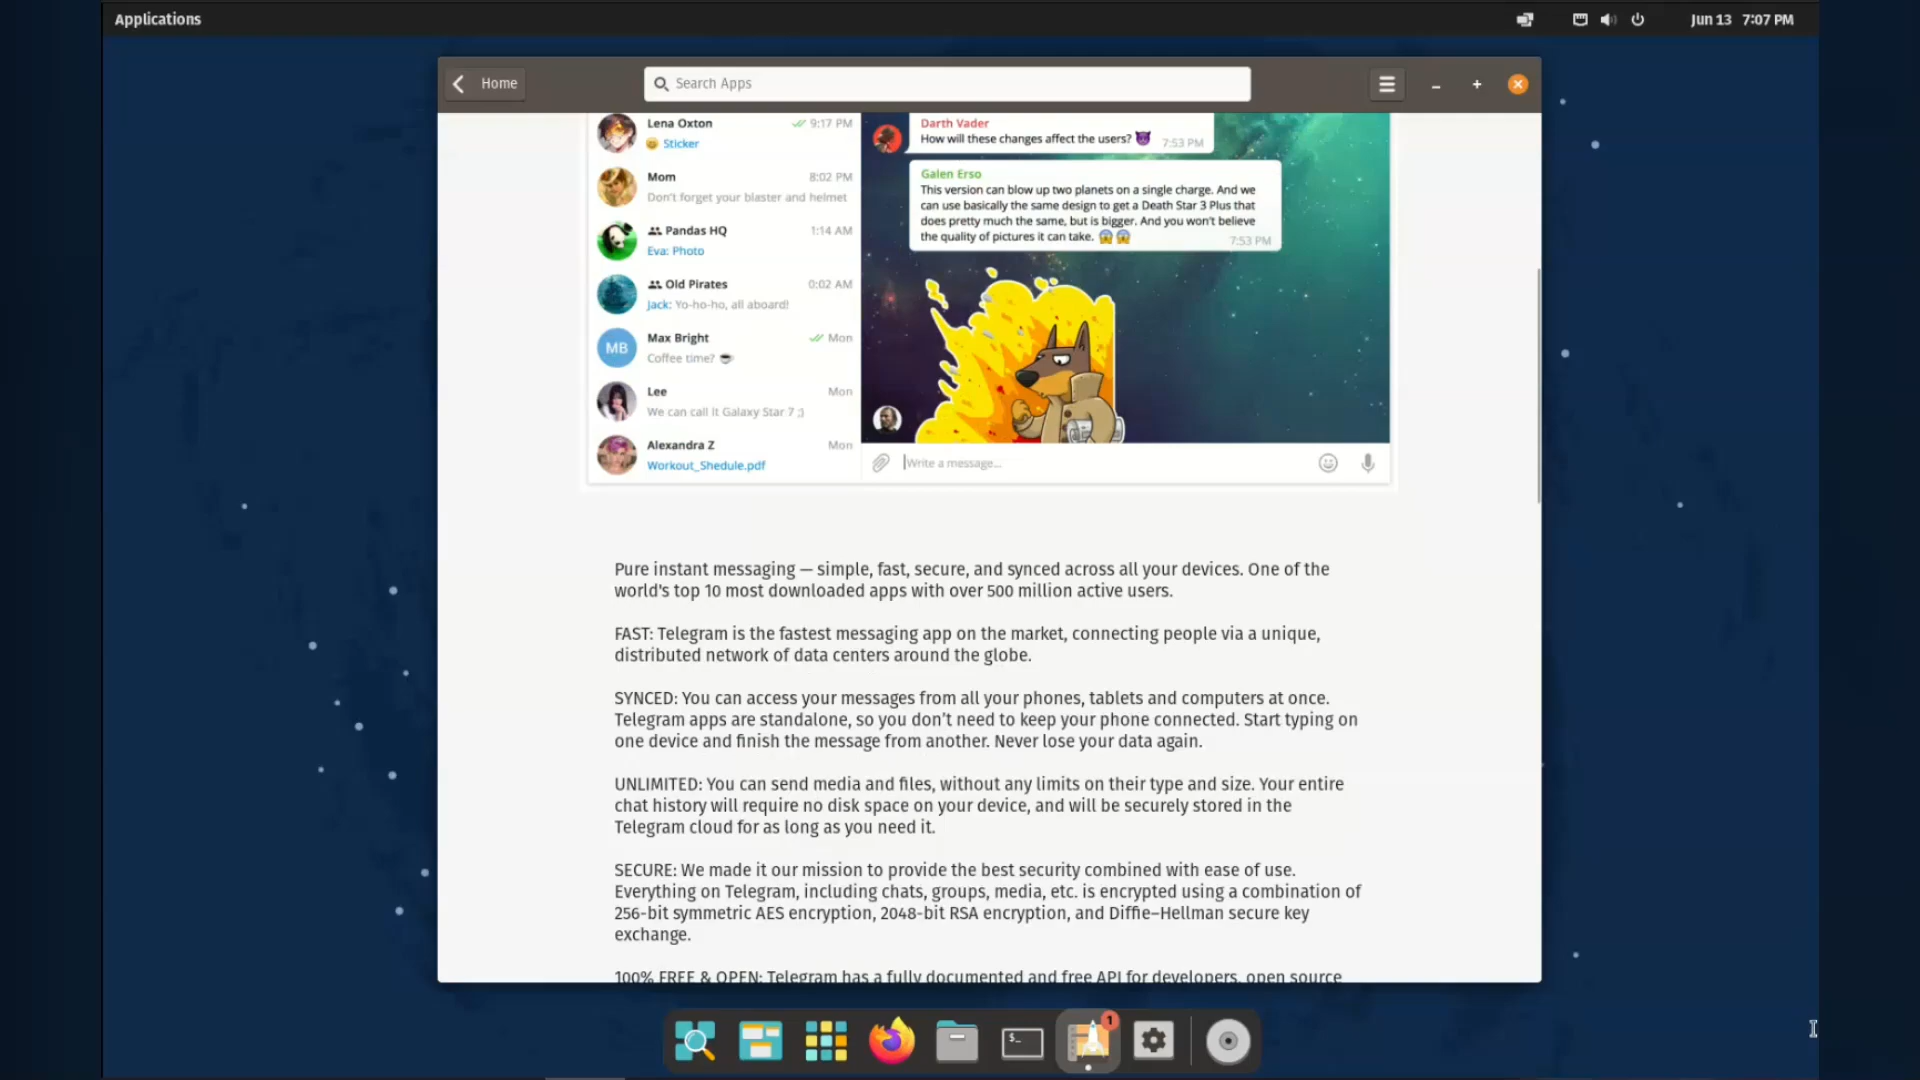 Applications
Jun 13 7:07 PM
Home
Search Apps
Lena Oxton 9:17 PM
Sticker
Mom 8:02 PM
Don't forget your blaster and helmet
Pandas HQ 1:14 AM
Eva: Photo
Old Pirates 0:02 AM
Jack: Yo-ho-ho, all aboard!
MB
Max Bright Mon
Coffee time?
Lee Mon
We can call it Galaxy Star 7 ;)
Alexandra Z Mon
Workout_Shedule.pdf
Darth Vader
How will these changes affect the users? 😈 7:53 PM
Galen Erso
This version can blow up two planets on a single charge. And we
can use basically the same design to get a Death Star 3 Plus that
does pretty much the same, but is bigger. And you won't believe
the quality of pictures it can take. 😱 😱
7:53 PM
Write a message...
Pure instant messaging — simple, fast, secure, and synced across all your devices. One of the
world's top 10 most downloaded apps with over 500 million active users.
FAST: Telegram is the fastest messaging app on the market, connecting people via a unique,
distributed network of data centers around the globe.
SYNCED: You can access your messages from all your phones, tablets and computers at once.
Telegram apps are standalone, so you don’t need to keep your phone connected. Start typing on
one device and finish the message from another. Never lose your data again.
UNLIMITED: You can send media and files, without any limits on their type and size. Your entire
chat history will require no disk space on your device, and will be securely stored in the
Telegram cloud for as long as you need it.
SECURE: We made it our mission to provide the best security combined with ease of use.
Everything on Telegram, including chats, groups, media, etc. is encrypted using a combination of
256-bit symmetric AES encryption, 2048-bit RSA encryption, and Diffie–Hellman secure key
exchange.
100% FREE & OPEN: Telegram has a fully documented and free API for developers, open source
$_
1